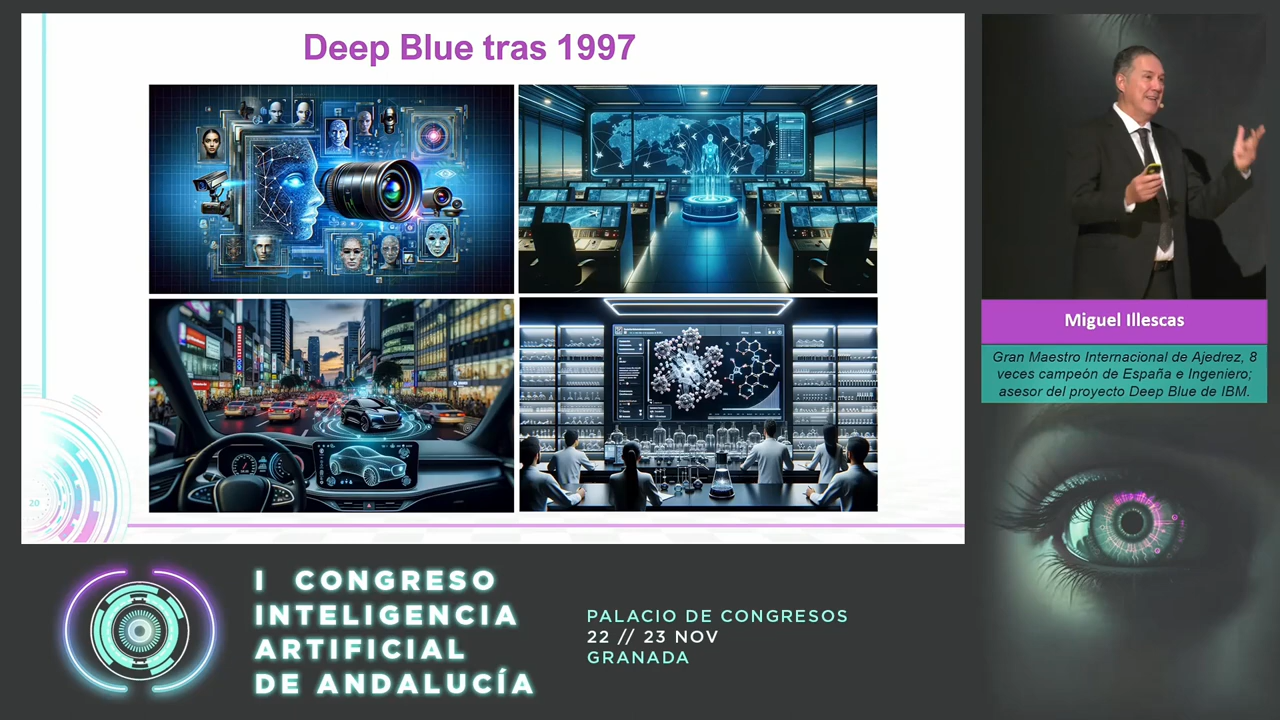 Deep Blue tras 1997
20
Miguel Illescas
Gran Maestro Internacional de Ajedrez, 8
veces campeón de España e Ingeniero;
asesor del proyecto Deep Blue de IBM.
I CONGRESO
INTELIGENCIA
ARTIFICIAL
DE ANDALUCÍA
PALACIO DE CONGRESOS
22 // 23 NOV
GRANADA